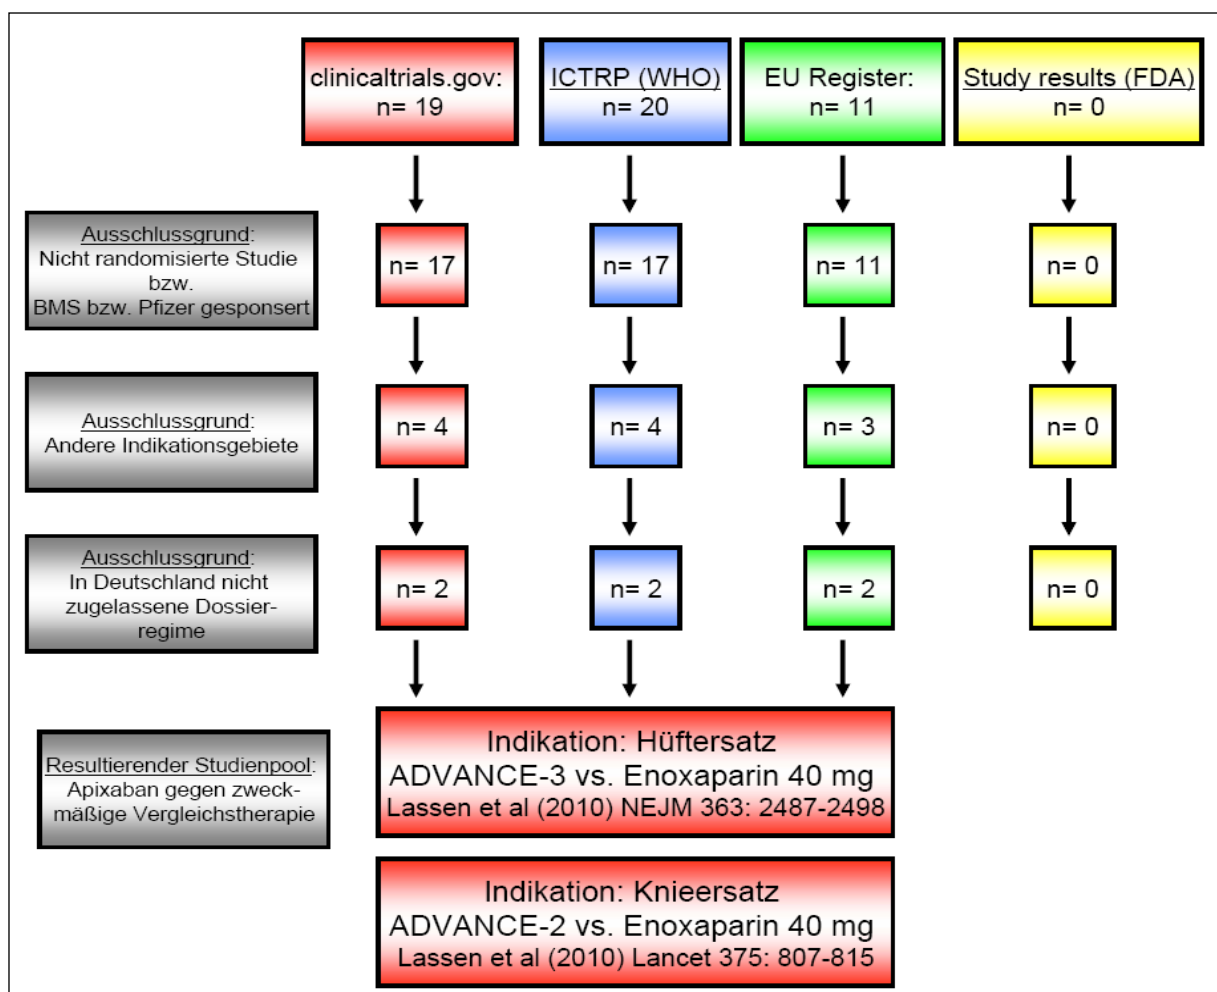 clinicaltrials.gov:
n= 19
ICTRP (WHO)
n= 20
EU Register:
n= 11
Study results (FDA)
n= 0
Ausschlussgrund:
Nicht randomisierte Studie
bzw.
BMS bzw. Pfizer gesponsert
n= 17
n= 17
n= 11
n= 0
Ausschlussgrund:
Andere Indikationsgebiete
n= 4
n= 4
n= 3
n= 0
Ausschlussgrund:
In Deutschland nicht
zugelassene Dossier-
regime
n= 2
n= 2
n= 2
n= 0
Resultierender Studienpool:
Apixaban gegen zweck-
mäßige Vergleichstherapie
Indikation: Hüftersatz
ADVANCE-3 vs. Enoxaparin 40 mg
Lassen et al (2010) NEJM 363: 2487-2498
Indikation: Knieersatz
ADVANCE-2 vs. Enoxaparin 40 mg
Lassen et al (2010) Lancet 375: 807-815